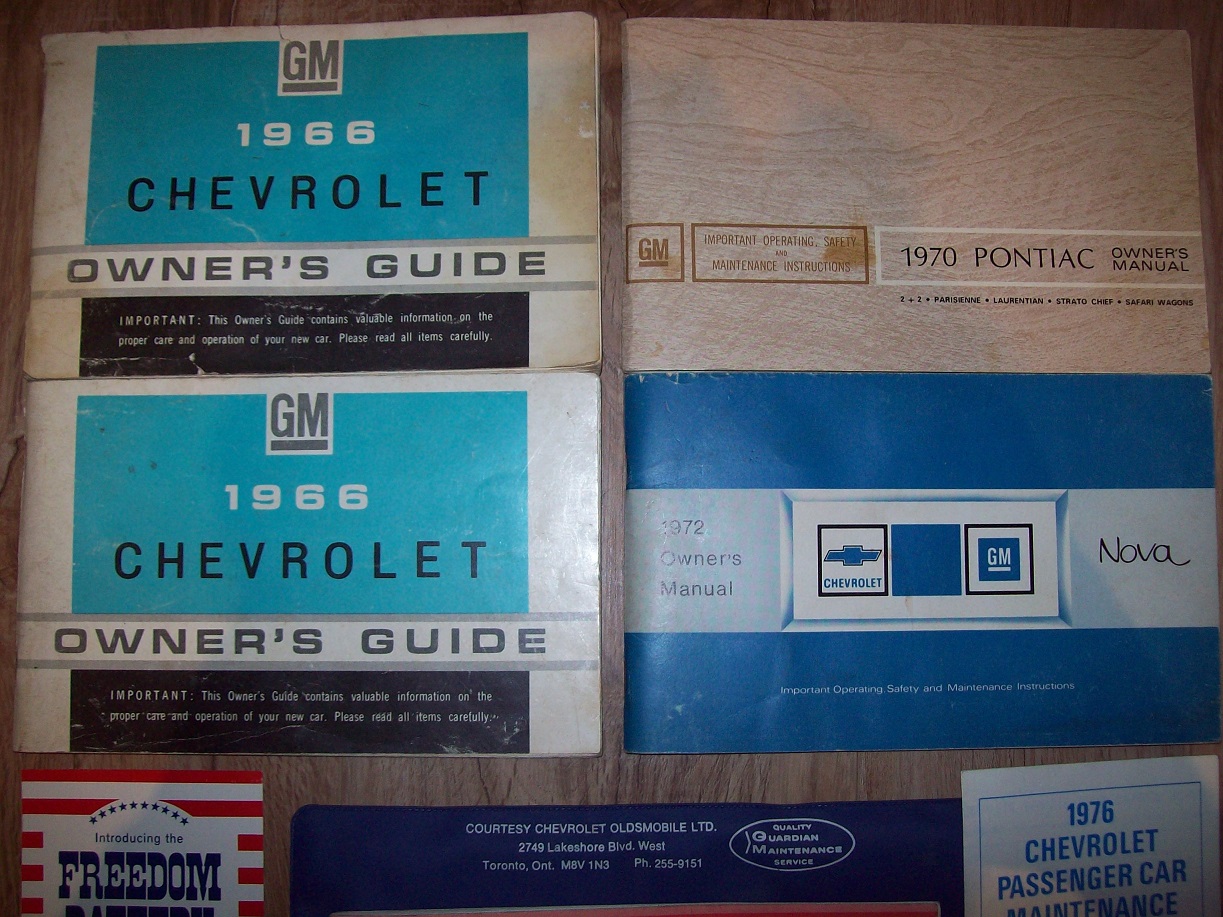 GM
1966
CHEVROLET
OWNER'S GUIDE
IMPORTANT: This Owner's Guide contains valuable information on the
proper care and operation of your new car. Please read all items carefully.
GM
IMPORTANT OPERATING, SAFETY
AND
MAINTENANCE INSTRUCTIONS
1970 PONTIAC OWNER'S
MANUAL
2 + 2 • PARISIENNE • LAURENTIAN • STRATO CHIEF • SAFARI WAGONS
GM
1966
CHEVROLET
OWNER'S GUIDE
IMPORTANT: This Owner's Guide contains valuable information on the
proper care and operation of your new car. Please read all items carefully.
1972
Owner's
Manual
CHEVROLET
GM
Nova
Important Operating, Safety and Maintenance Instructions
Introducing the
FREEDOM
BATTERY
COURTESY CHEVROLET OLDSMOBILE LTD.
2749 Lakeshore Blvd. West
Toronto, Ont. M8V 1N3 Ph. 255-9151
QUALITY
GUARDIAN
MAINTENANCE
SERVICE
1976
CHEVROLET
PASSENGER CAR
MAINTENANCE